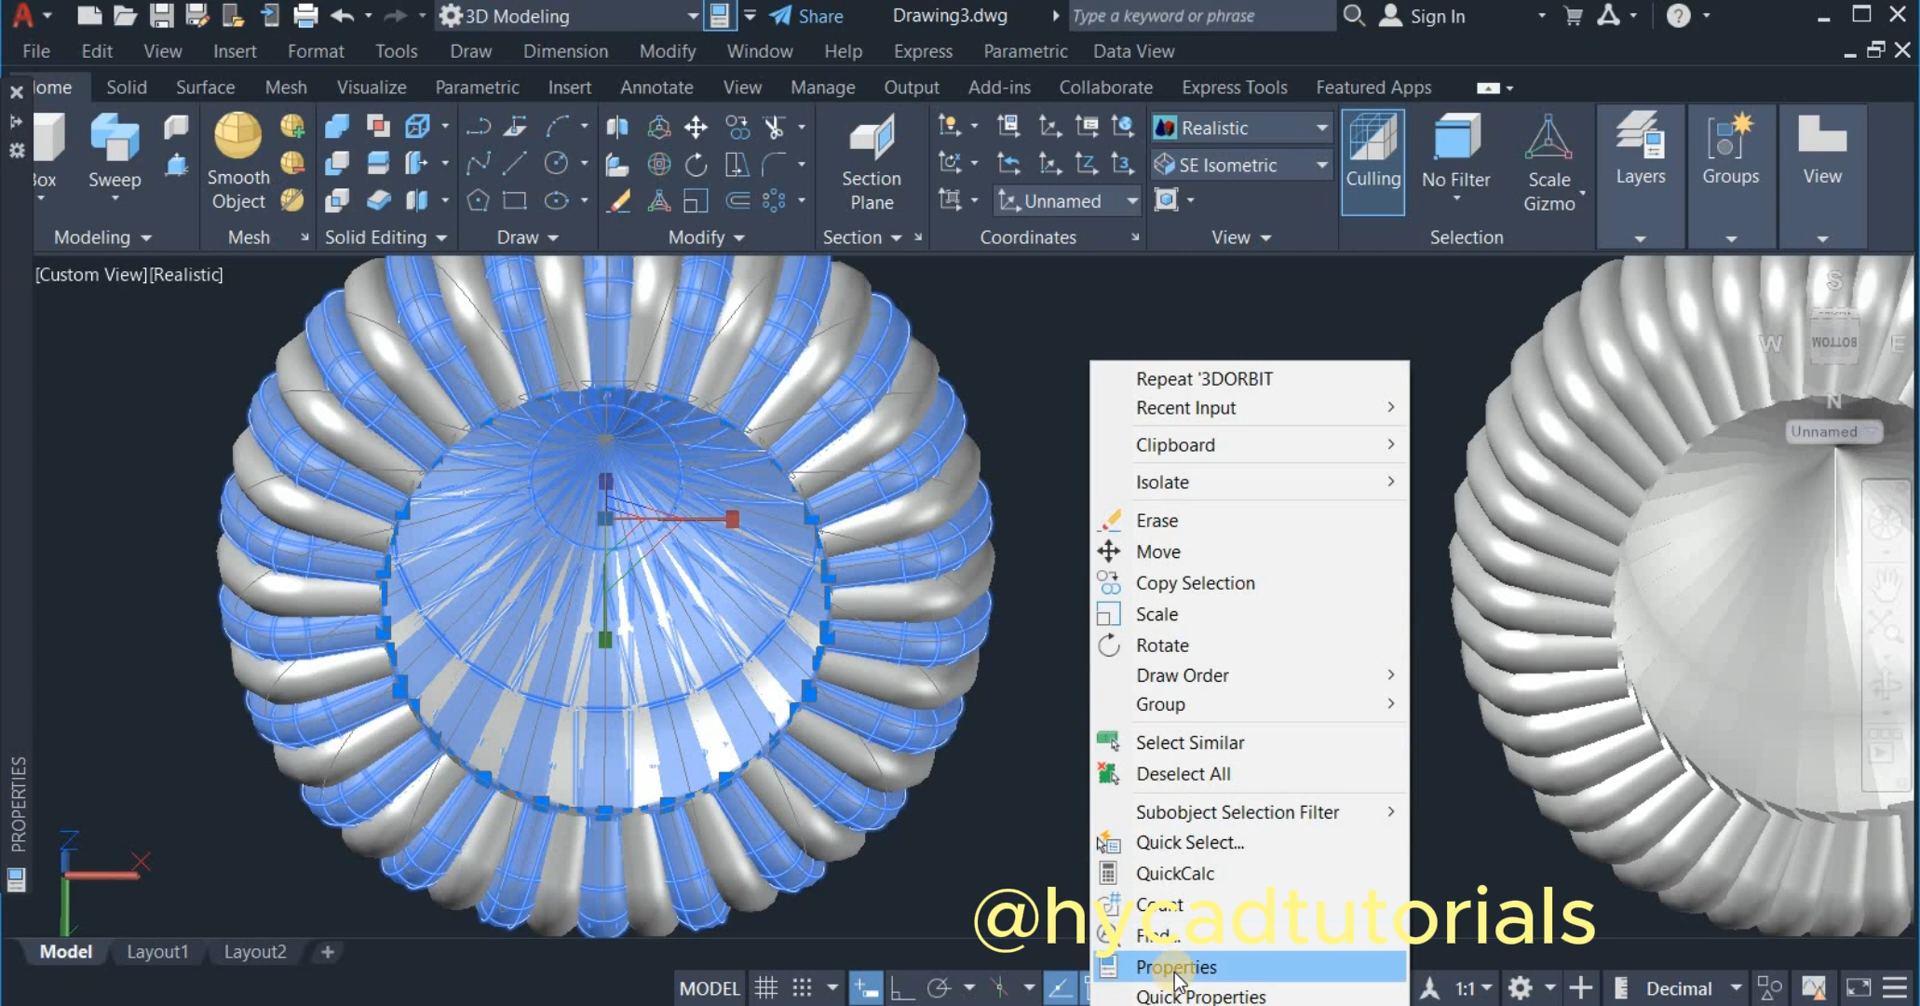 3D Modeling
Share
Drawing3.dwg
Type a keyword or phrase
Sign In
File Edit View Insert Format Tools Draw Dimension Modify Window Help Express Parametric Data View
ome Solid Surface Mesh Visualize Parametric Insert Annotate View Manage Output Add-ins Collaborate Express Tools Featured Apps
Box
Sweep
Smooth
Object
Section
Plane
Unnamed
Realistic
SE Isometric
Culling
No Filter
Scale
Gizmo
Layers
Groups
View
Modeling Mesh Solid Editing Draw Modify Section Coordinates View Selection
[Custom View][Realistic]
S
W
BOTTOM
E
N
Unnamed
Repeat '3DORBIT
Recent Input
Clipboard
Isolate
Erase
Move
Copy Selection
Scale
Rotate
Draw Order
Group
Select Similar
Deselect All
Subobject Selection Filter
Quick Select...
QuickCalc
Count
Find...
Properties
Quick Properties
@hycadtutorials
PROPERTIES
Z
X
Model Layout1 Layout2 +
MODEL
1:1
Decimal